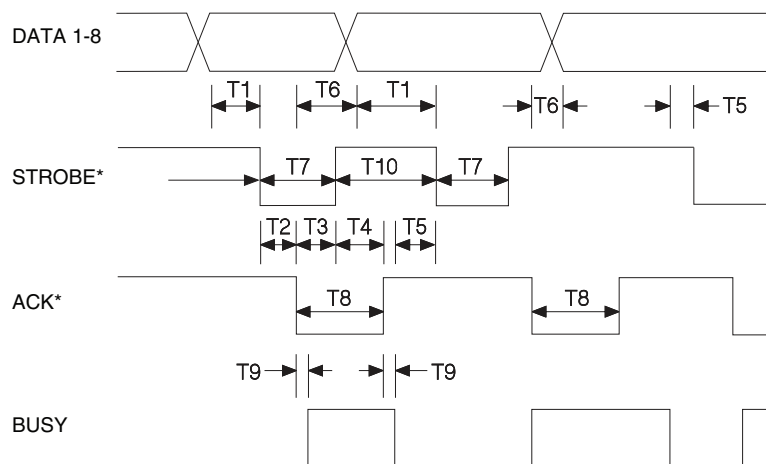 DATA 1-8
T1 T6 T1 T6 T5
STROBE*
T7 T10 T7
T2 T3 T4 T5
ACK*
T8 T8
T9 T9
BUSY